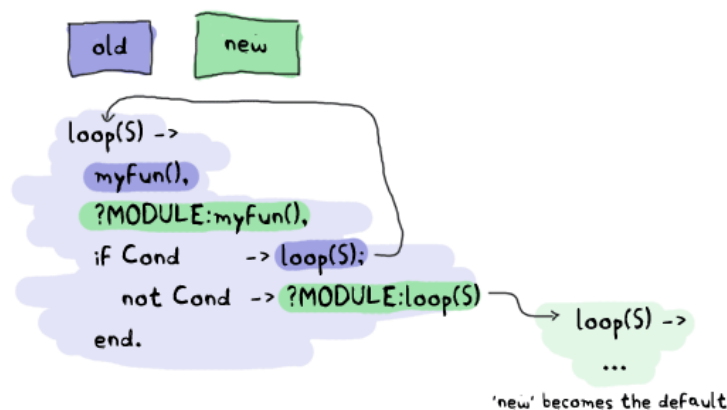 old
new
loop(S) ->
myFun(),
?MODULE:myFun(),
if Cond -> loop(S);
not Cond -> ?MODULE:loop(S)
end.
loop(S) ->
...
'new' becomes the default